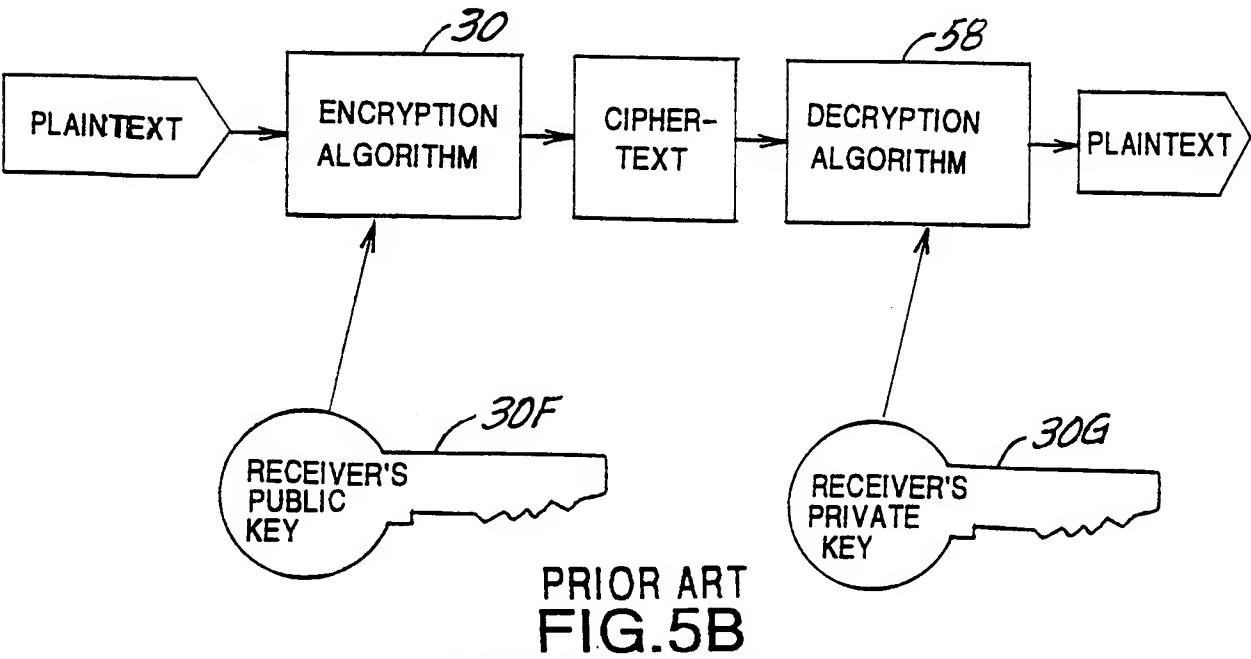 30
58
PLAINTEXT
ENCRYPTION
ALGORITHM
CIPHER-
TEXT
DECRYPTION
ALGORITHM
PLAINTEXT
30F
30G
RECEIVER'S
PUBLIC
KEY
RECEIVER'S
PRIVATE
KEY
PRIOR ART
FIG.5B